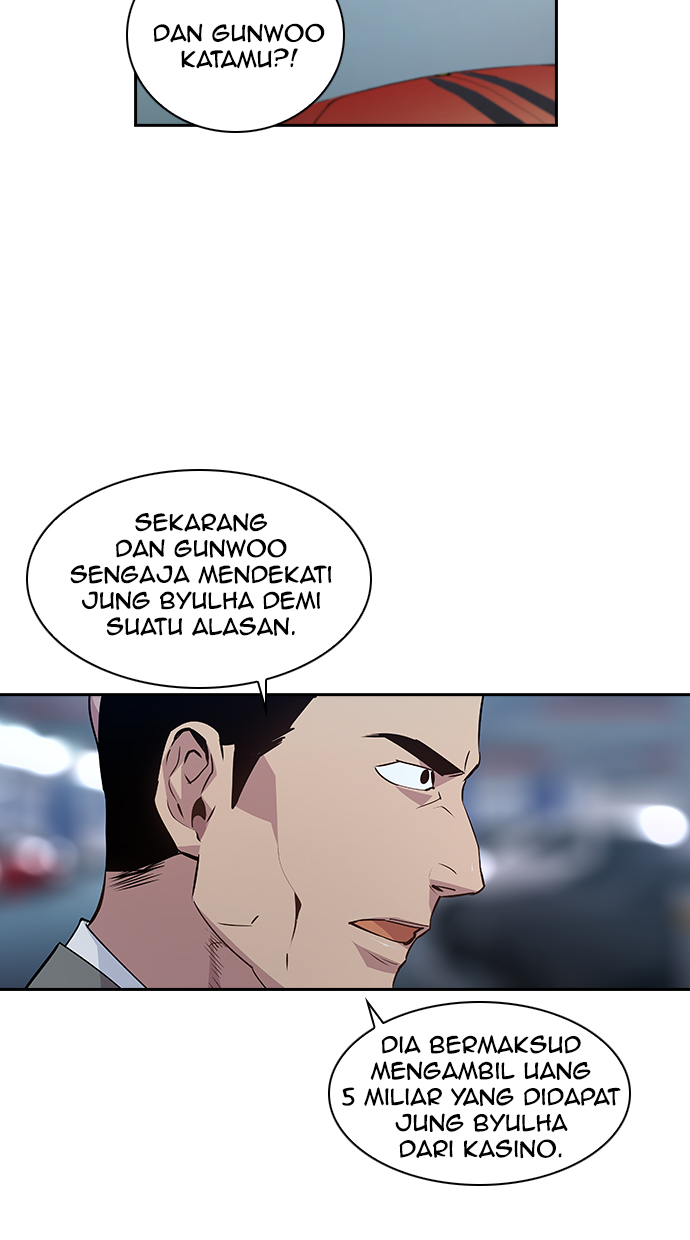 DAN GUNWOO
KATAMU?!
SEKARANG
DAN GUNWOO
SENGAJA MENDEKATI
JUNG BYULHA DEMI
SUATU ALASAN.
DIA BERMAKSUD
MENGAMBIL UANG
5 MILIAR YANG DIDAPAT
JUNG BYULHA
DARI KASINO.